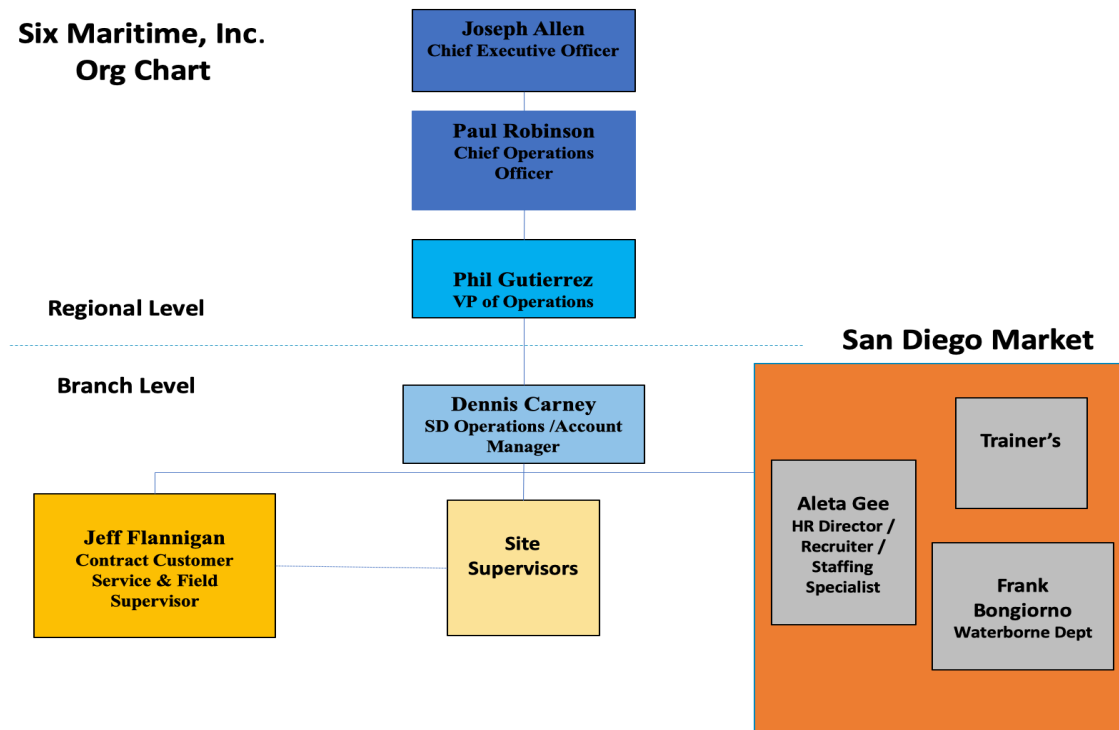 Six Maritime, Inc.
Org Chart
Joseph Allen
Chief Executive Officer
Paul Robinson
Chief Operations
Officer
Phil Gutierrez
VP of Operations
Regional Level
San Diego Market
Branch Level
Dennis Carney
SD Operations /Account
Manager
Jeff Flannigan
Contract Customer
Service & Field
Supervisor
Site
Supervisors
Aleta Gee
HR Director /
Recruiter /
Staffing
Specialist
Trainer’s
Frank
Bongiorno
Waterborne Dept